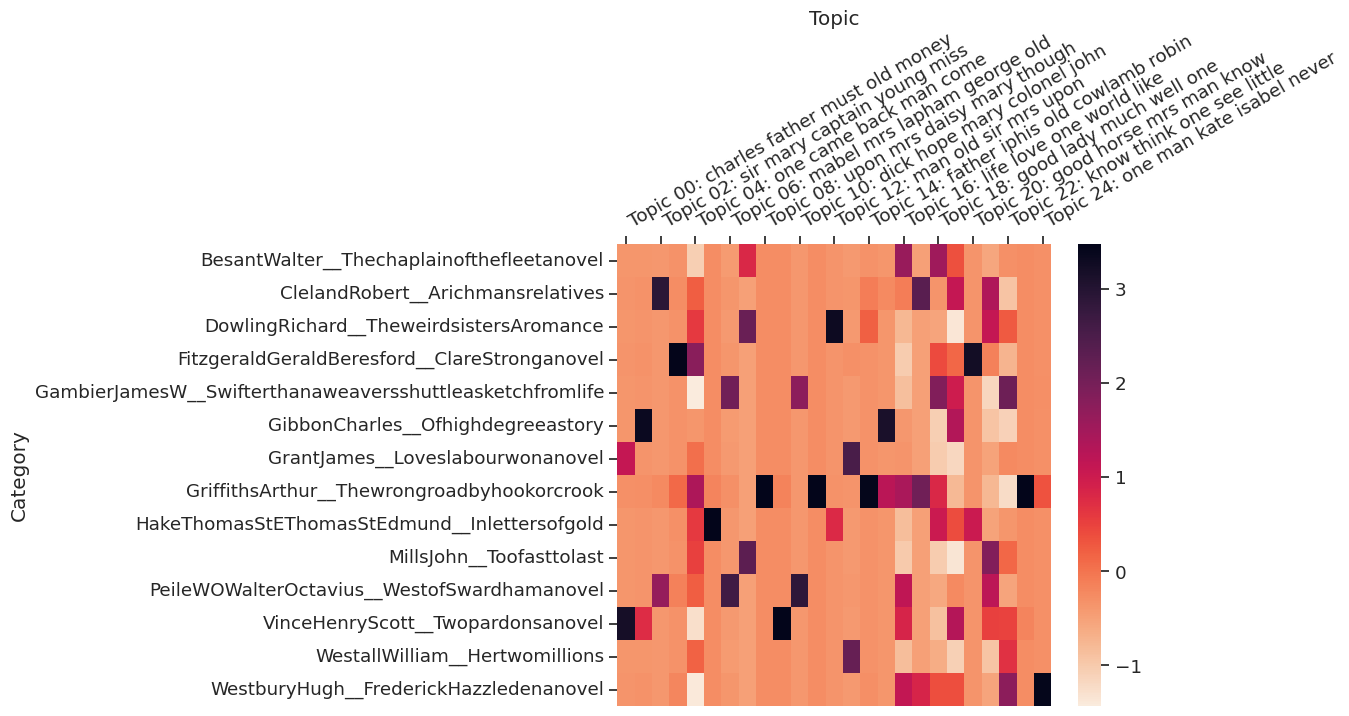 Topic
Topic 00: charles father must old money
Topic 02: sir mary captain young miss
Topic 04: one came back man come
Topic 06: mabel mrs lapham george old
Topic 08: upon mrs daisy mary though
Topic 10: dick hope mary colonel john
Topic 12: man old sir mrs upon
Topic 14: father iphis old cowlamb robin
Topic 16: life love one world like
Topic 18: good lady much well one
Topic 20: good horse mrs man know
Topic 22: know think one see little
Topic 24: one man kate isabel never
Category
BesantWalter__Thechaplainofthefleetanovel
ClelandRobert__Arichmansrelatives
DowlingRichard__TheweirdsistersAromance
FitzgeraldGeraldBeresford__ClareStronganovel
GambierJamesW__Swifterthanaweaversshuttleasketchfromlife
GibbonCharles__Ofhighdegreeastory
GrantJames__Loveslabourwonanovel
GriffithsArthur__Thewrongroadbyhookorcrook
HakeThomasStEThomasStEdmund__Inlettersofgold
MillsJohn__Toofasttolast
PeileWOWalterOctavius__WestofSwardhamanovel
VinceHenryScott__Twopardonsanovel
WestallWilliam__Hertwomillions
WestburyHugh__FrederickHazzledenanovel
3
2
1
0
−1